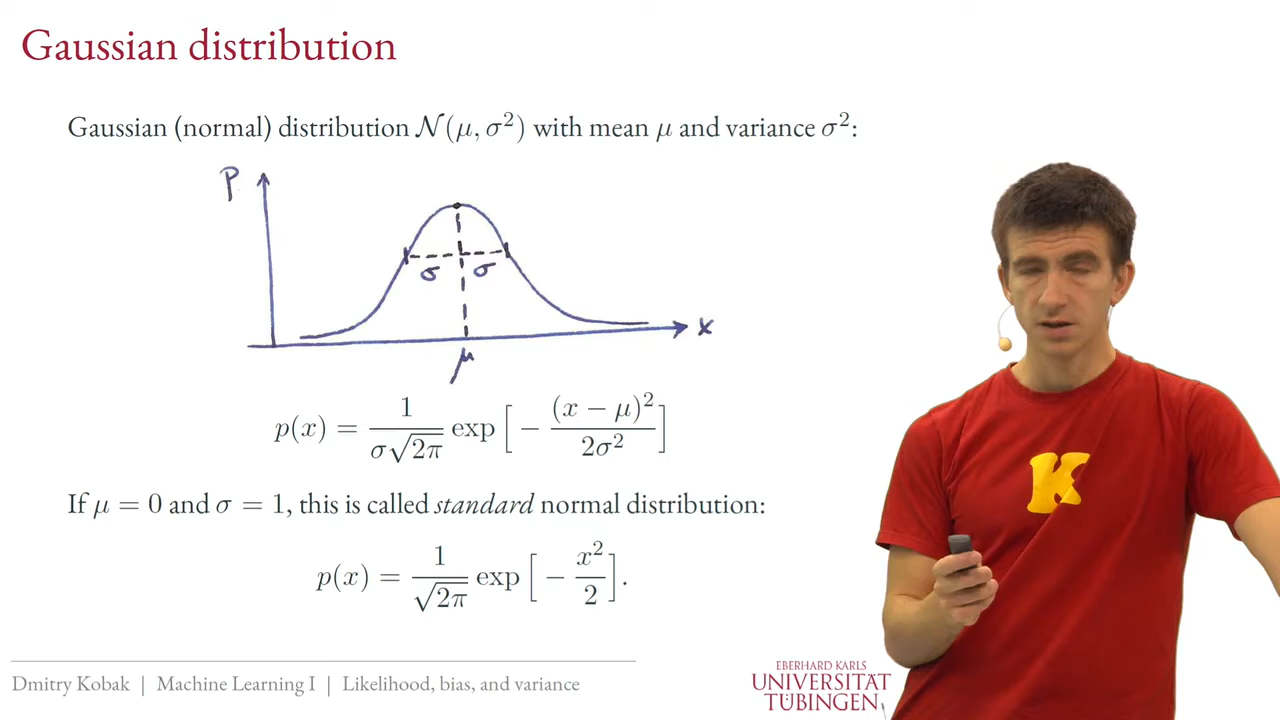 Gaussian distribution
Gaussian (normal) distribution 𝒩(μ, σ²) with mean μ and variance σ²:
P
σ σ
x
μ
p(x) = 1/(σ√2π) exp[ − (x − μ)²/2σ² ]
If μ = 0 and σ = 1, this is called standard normal distribution:
p(x) = 1/√2π exp[ − x²/2 ].
K
Dmitry Kobak | Machine Learning I | Likelihood, bias, and variance
EBERHARD KARLS
UNIVERSITÄT
TÜBINGEN